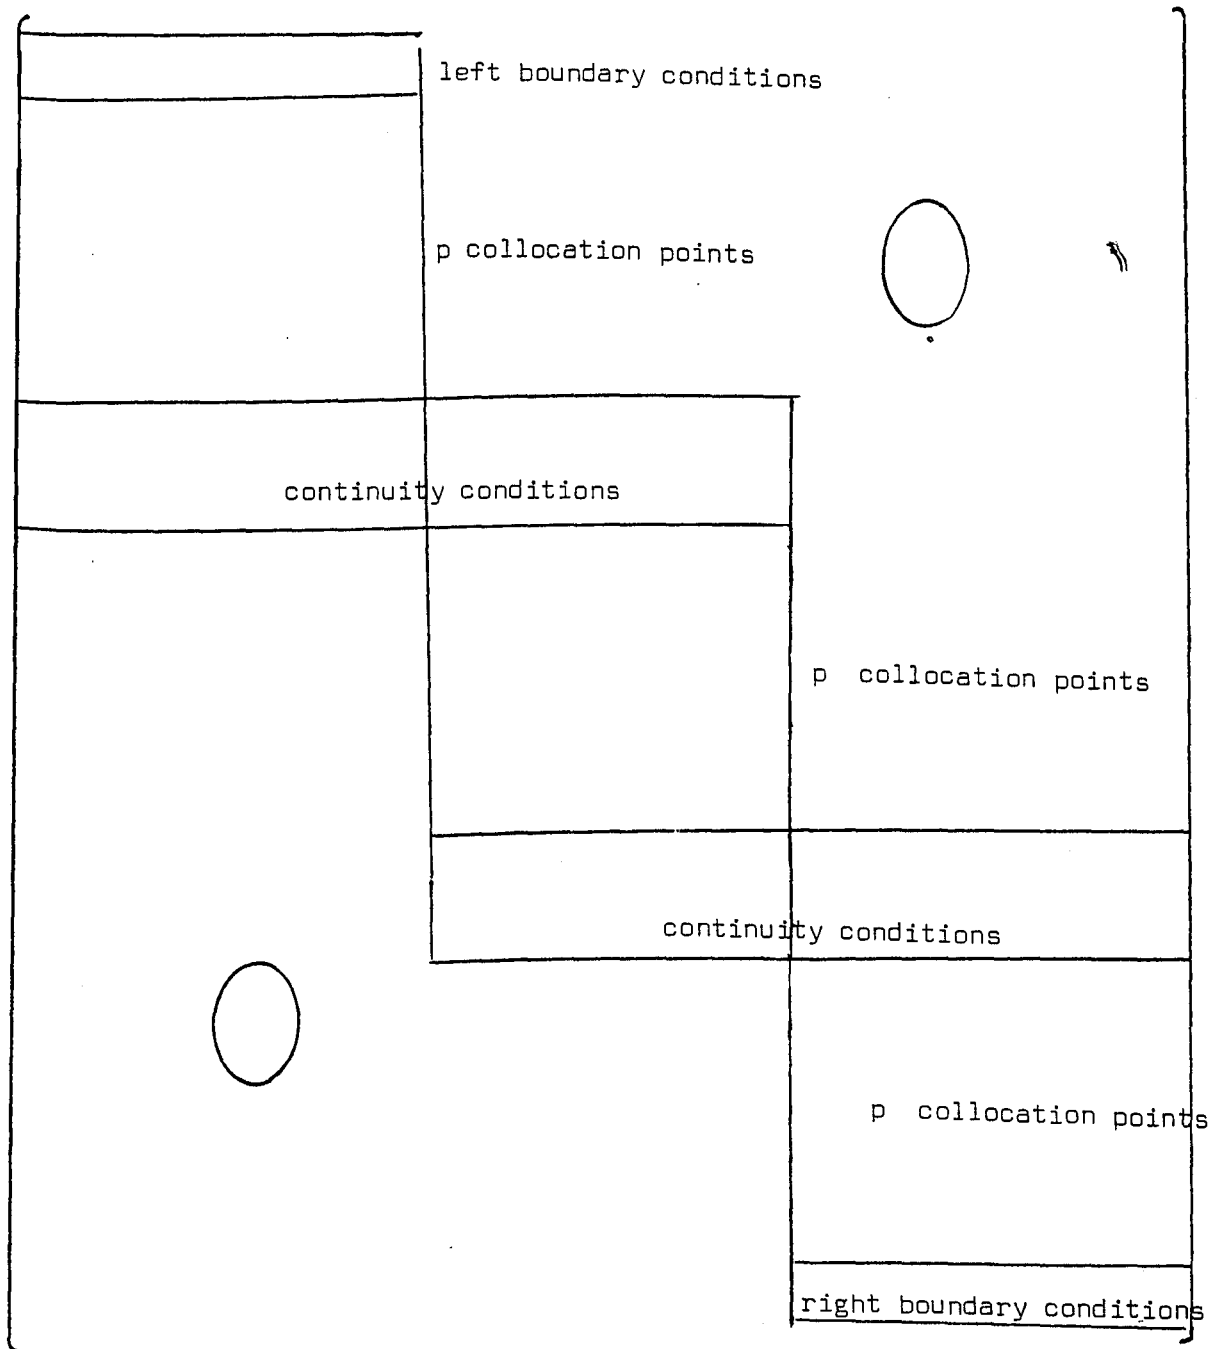 left boundary conditions
p collocation points
O
continuity conditions
p collocation points
continuity conditions
O
p collocation points
right boundary conditions